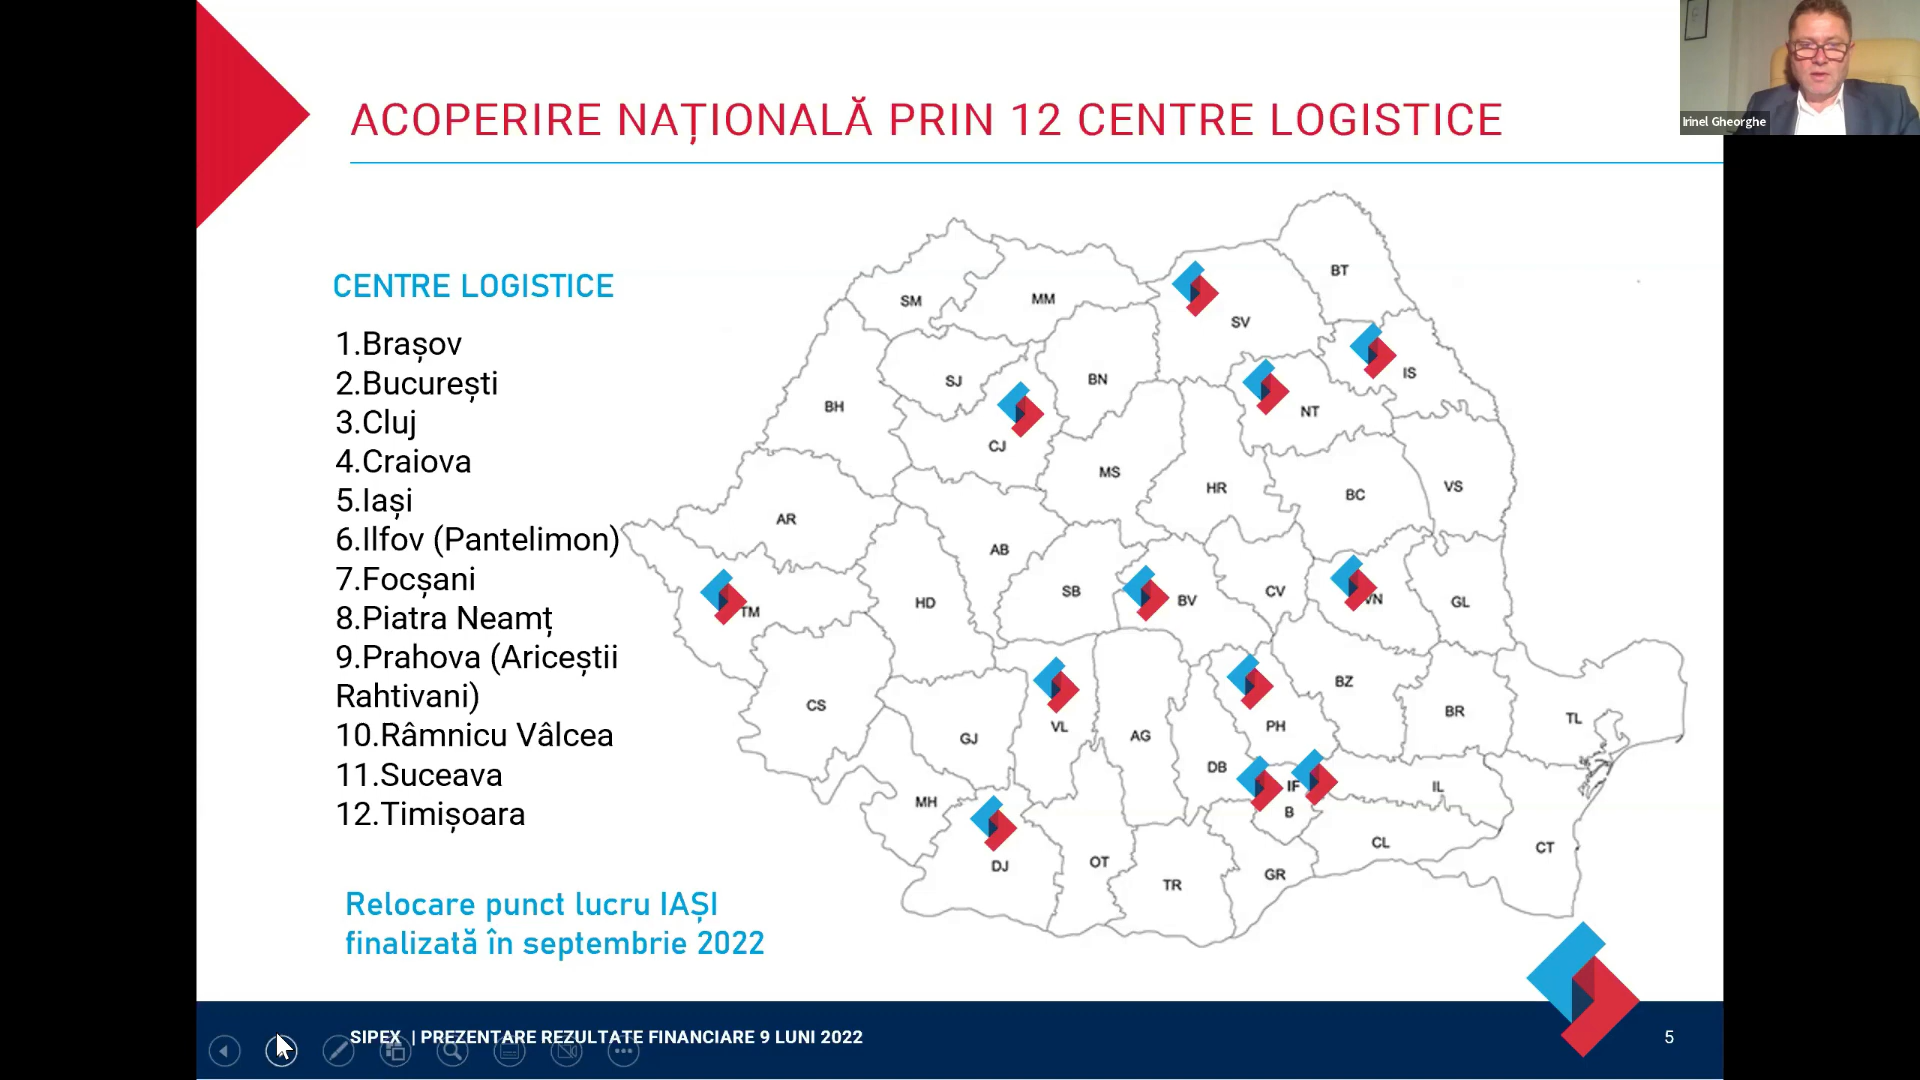 ACOPERIRE NAȚIONALĂ PRIN 12 CENTRE LOGISTICE
Irinel Gheorghe
CENTRE LOGISTICE
1.Brașov
2.București
3.Cluj
4.Craiova
5.Iași
6.Ilfov (Pantelimon)
7.Focșani
8.Piatra Neamț
9.Prahova (Ariceștii
Rahtivani)
10.Râmnicu Vâlcea
11.Suceava
12.Timișoara
Relocare punct lucru IAȘI
finalizată în septembrie 2022
BT
SM
MM
SV
IS
SJ
BN
BH
NT
CJ
MS
HR
BC
VS
AR
AB
SB
BV
CV
VN
GL
HD
TM
CS
VL
BZ
BR
TL
GJ
AG
PH
DB
IF
IL
B
MH
DJ
OT
TR
GR
CL
CT
SIPEX | PREZENTARE REZULTATE FINANCIARE 9 LUNI 2022
5